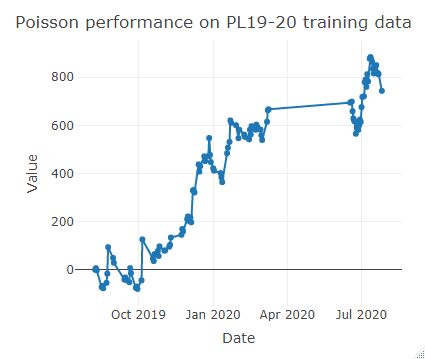 Poisson performance on PL19-20 training data
800
600
400
200
0
Value
Oct 2019 Jan 2020 Apr 2020 Jul 2020
Date